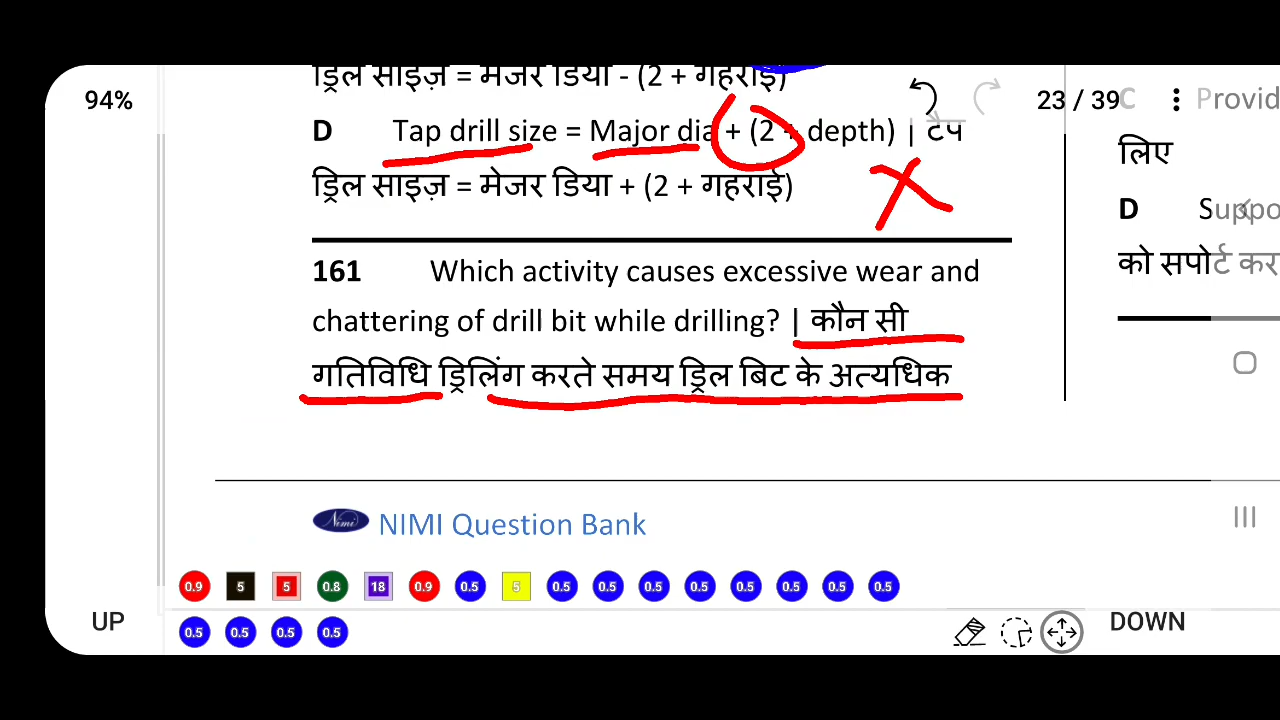 94%
23 / 39
ड्रिल साइज़ = मेजर डिया - (2 + गहराई)
D Tap drill size = Major dia + (2 + depth) | टैप
ड्रिल साइज़ = मेजर डिया + (2 + गहराई)
161 Which activity causes excessive wear and
chattering of drill bit while drilling? | कौन सी
गतिविधि ड्रिलिंग करते समय ड्रिल बिट के अत्यधिक
C Provid
लिए
D Suppo
को सपोर्ट कर
Nimi NIMI Question Bank
0.9 5 5 0.8 18 0.9 0.5 5 0.5 0.5 0.5 0.5 0.5 0.5 0.5 0.5
UP 0.5 0.5 0.5 0.5 DOWN